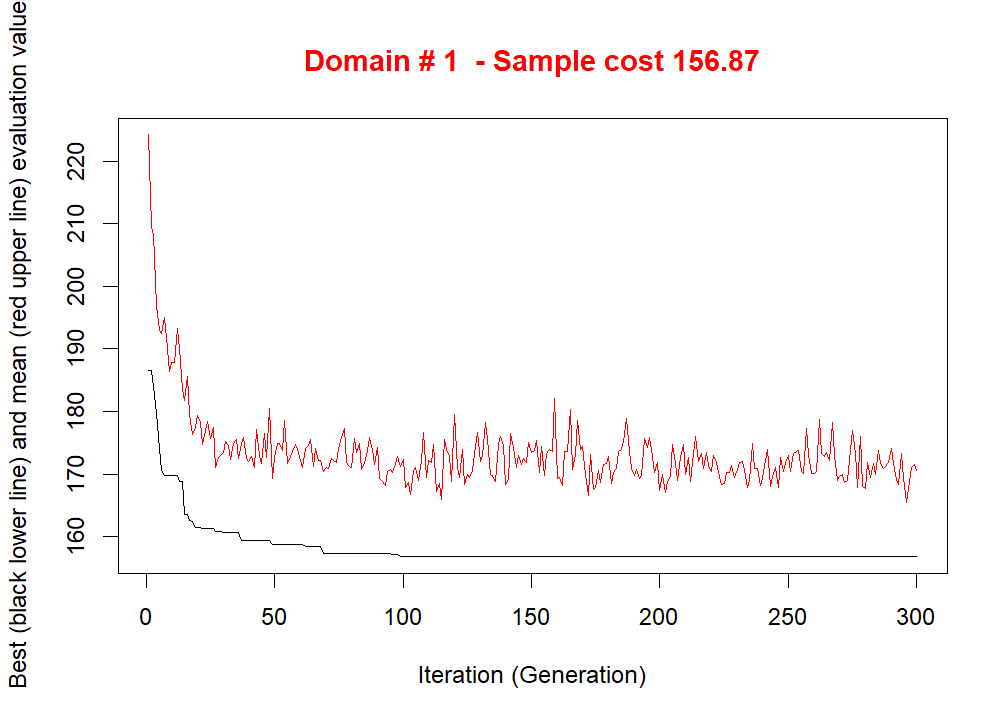 Domain # 1  - Sample cost 156.87
Best (black lower line) and mean (red upper line) evaluation value
220
210
200
190
180
170
160
0 50 100 150 200 250 300
Iteration (Generation)